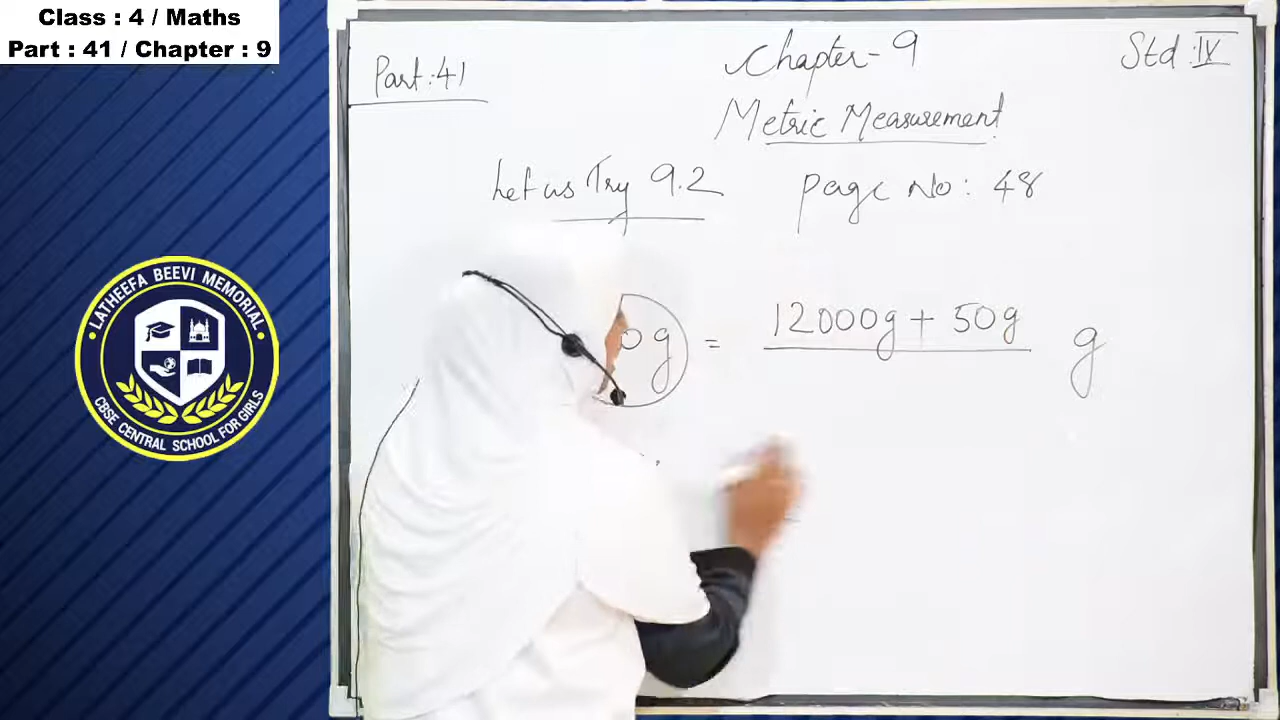 Class : 4 / Maths
Part : 41 / Chapter : 9
Part:41
Chapter-9
Std:IV
Metric Measurement
Let us Try 9.2 Page No: 48
0g = 12000g + 50g g
LATHEEFA BEEVI MEMORIAL
CBSE CENTRAL SCHOOL FOR GIRLS